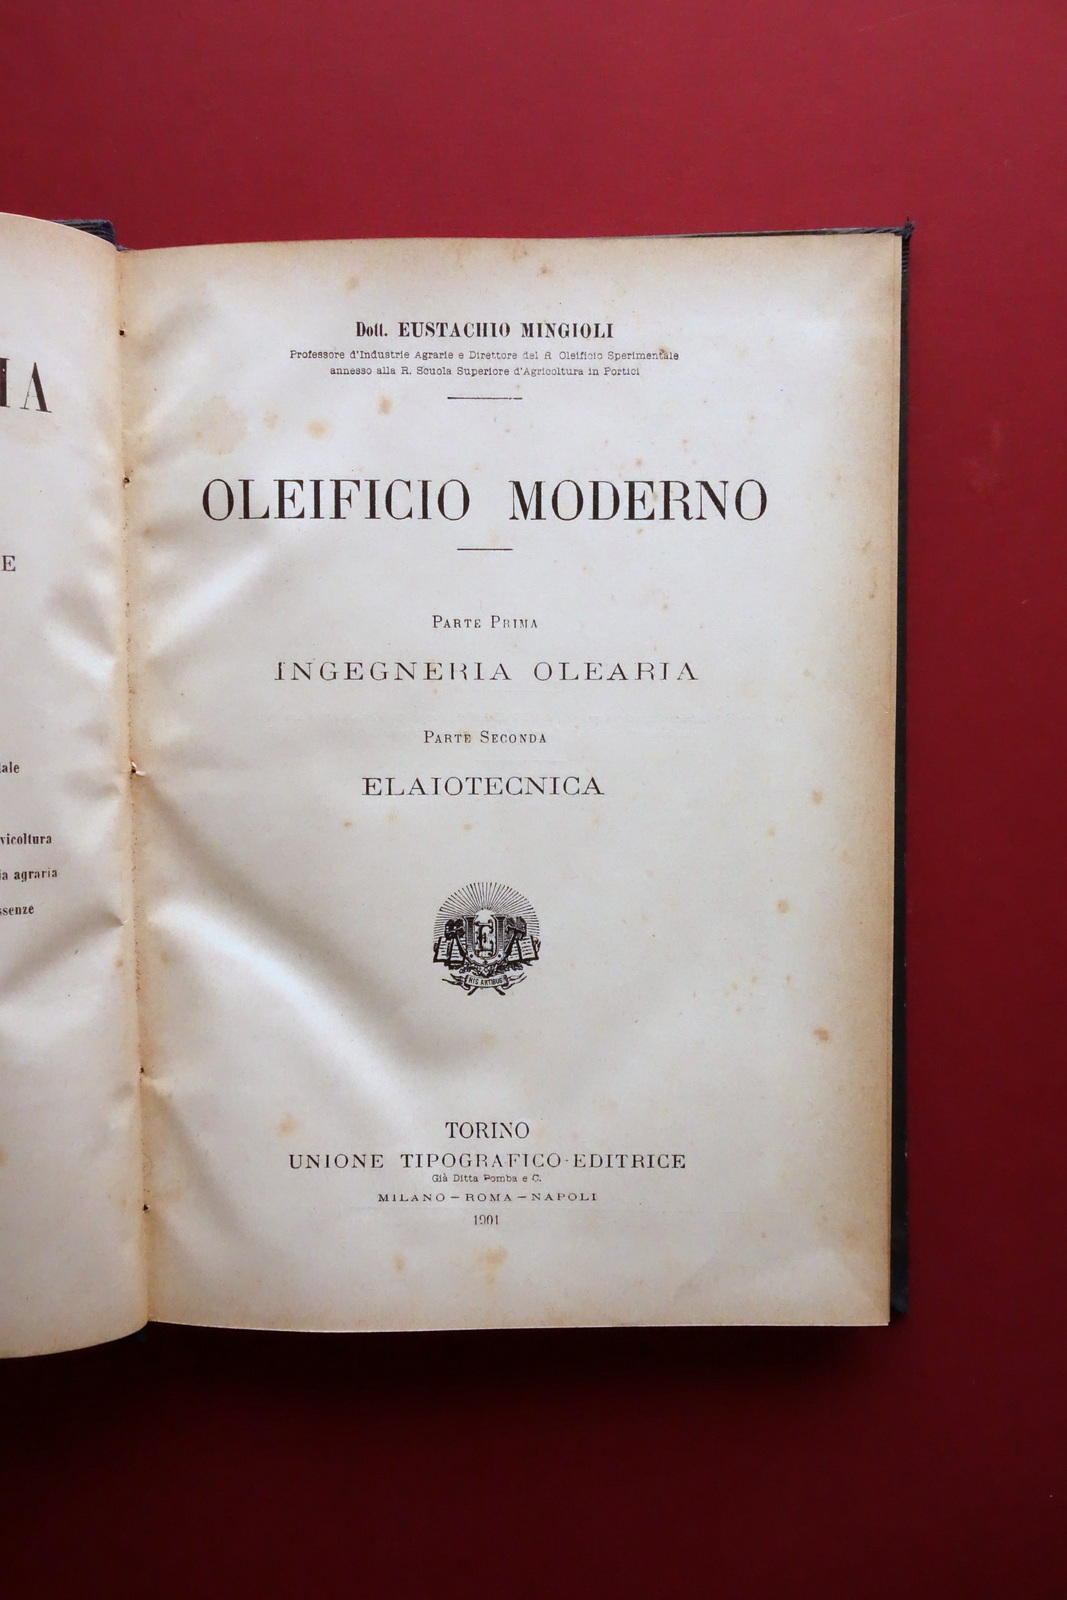 IA
E
ale
vicoltura
ia agraria
ssenze
Dott. EUSTACHIO MINGIOLI
Professore d'Industrie Agrarie e Direttore del R Oleificio Sperimentale
annesso alla R. Scuola Superiore d'Agricoltura in Portici
OLEIFICIO MODERNO
PARTE PRIMA
INGEGNERIA OLEARIA
PARTE SECONDA
ELAIOTECNICA
HIS ARTIBUS
TORINO
UNIONE TIPOGRAFICO-EDITRICE
Già Ditta Pomba e C.
MILANO — ROMA — NAPOLI
1901